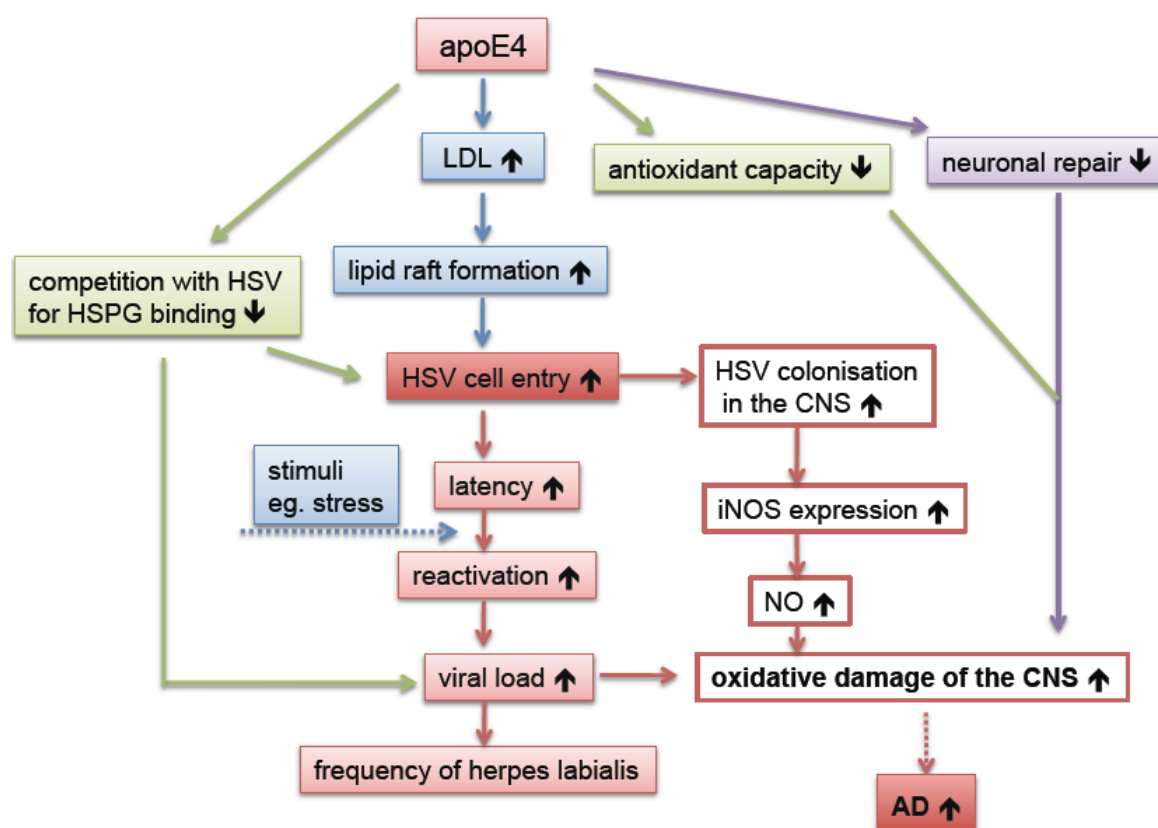 apoE4
LDL 🡹
antioxidant capacity 🡻
neuronal repair 🡻
lipid raft formation 🡹
competition with HSV
for HSPG binding 🡻
HSV cell entry 🡹
HSV colonisation
in the CNS 🡹
stimuli
eg. stress
latency 🡹
iNOS expression 🡹
reactivation 🡹
NO 🡹
viral load 🡹
oxidative damage of the CNS 🡹
frequency of herpes labialis
AD 🡹